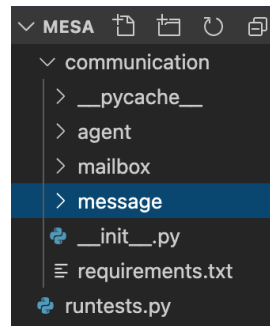 MESA
communication
__pycache__
agent
mailbox
message
__init__.py
requirements.txt
runtests.py